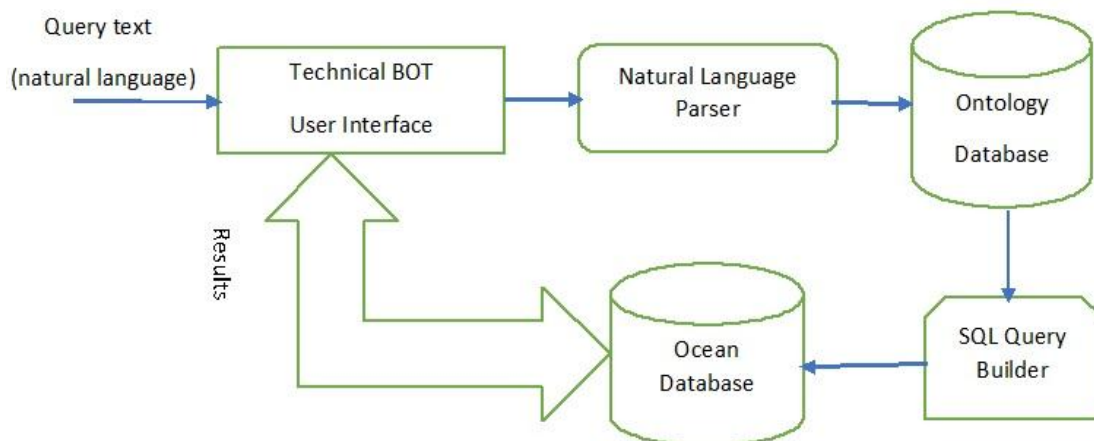 Query text
(natural language)
Technical BOT
User Interface
Natural Language
Parser
Ontology
Database
Results
Ocean
Database
SQL Query
Builder